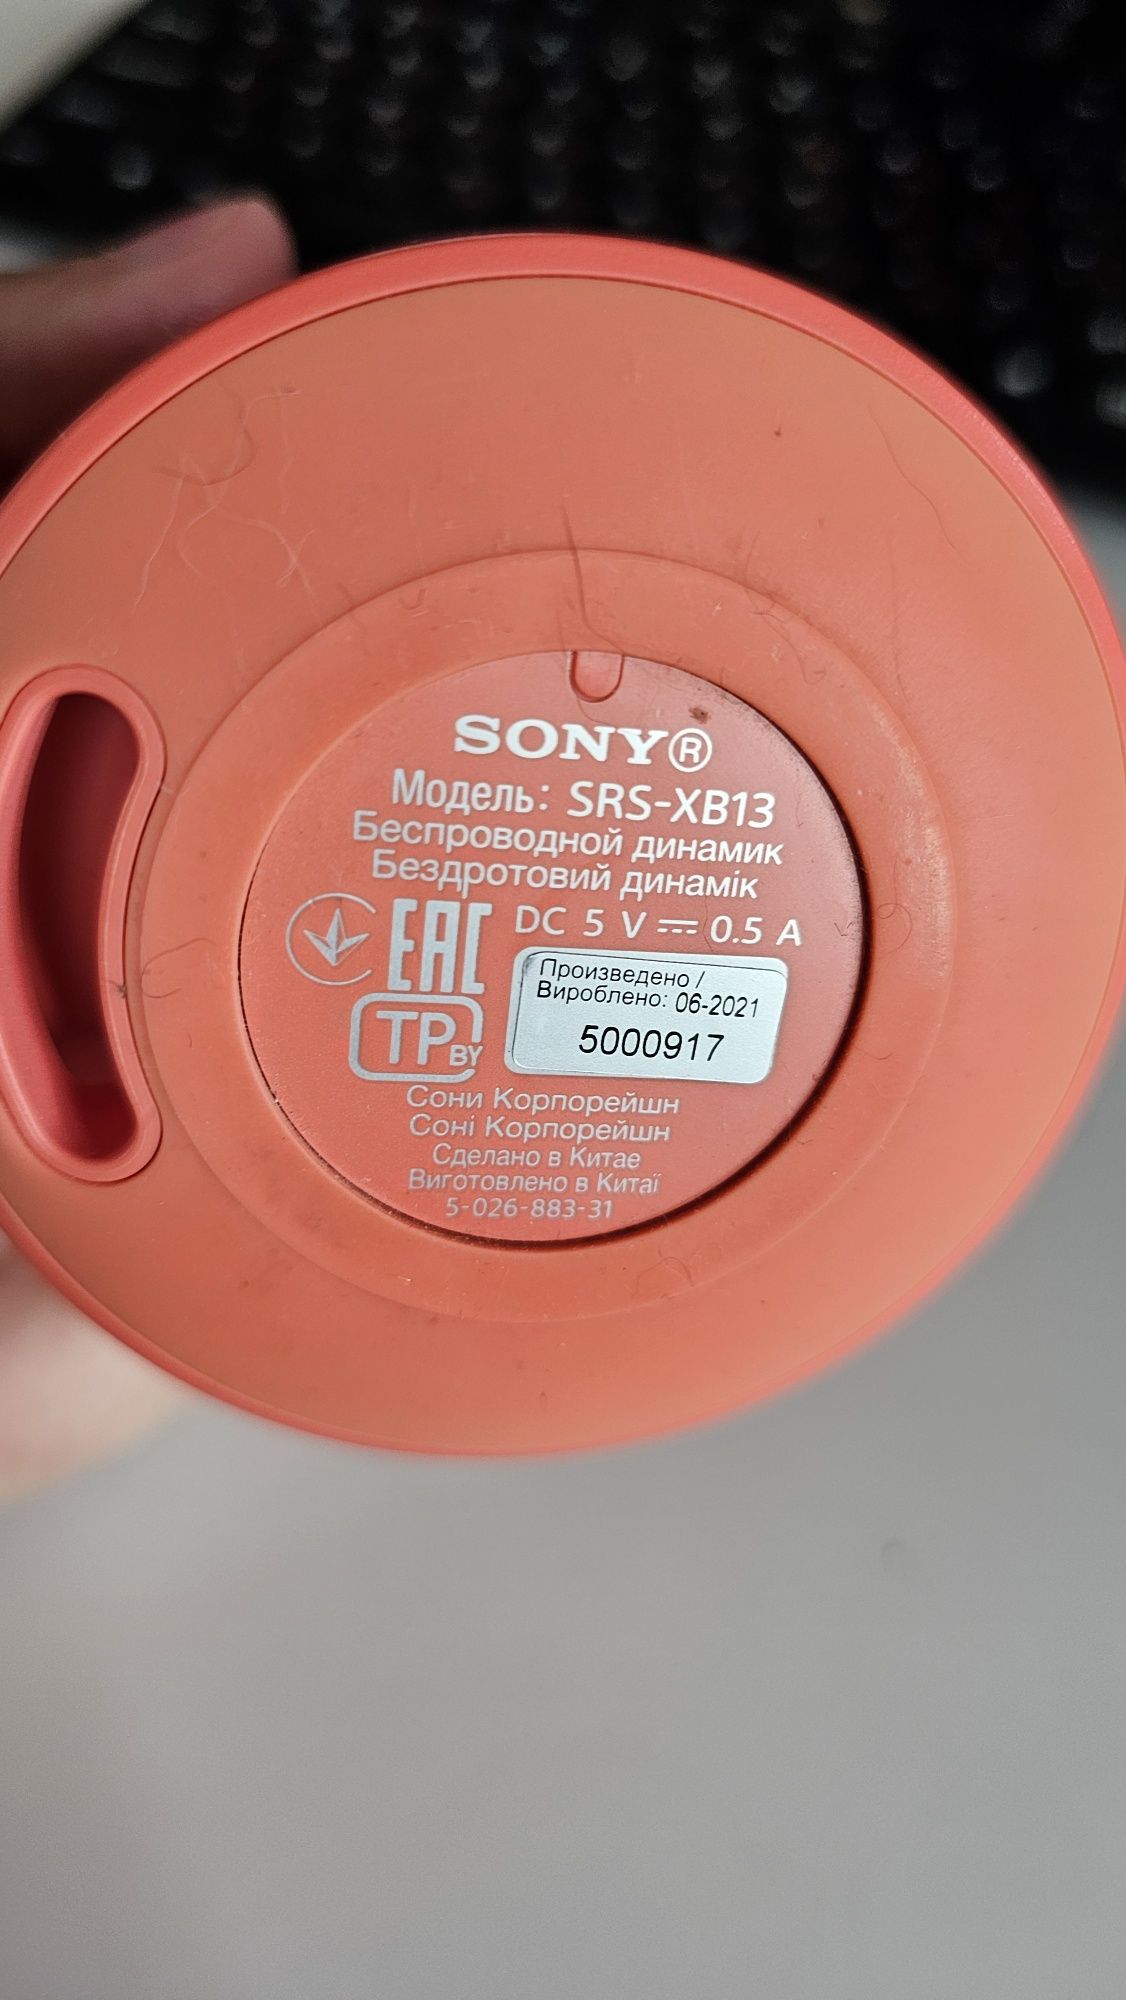 SONY®
Модель: SRS-XB13
Беспроводной динамик
Бездротовий динамік
DC 5 V ⎓ 0.5 A
EAC
TP BY
Произведено /
Вироблено: 06-2021
5000917
Сони Корпорейшн
Соні Корпорейшн
Сделано в Китае
Виготовлено в Китаї
5-026-883-31